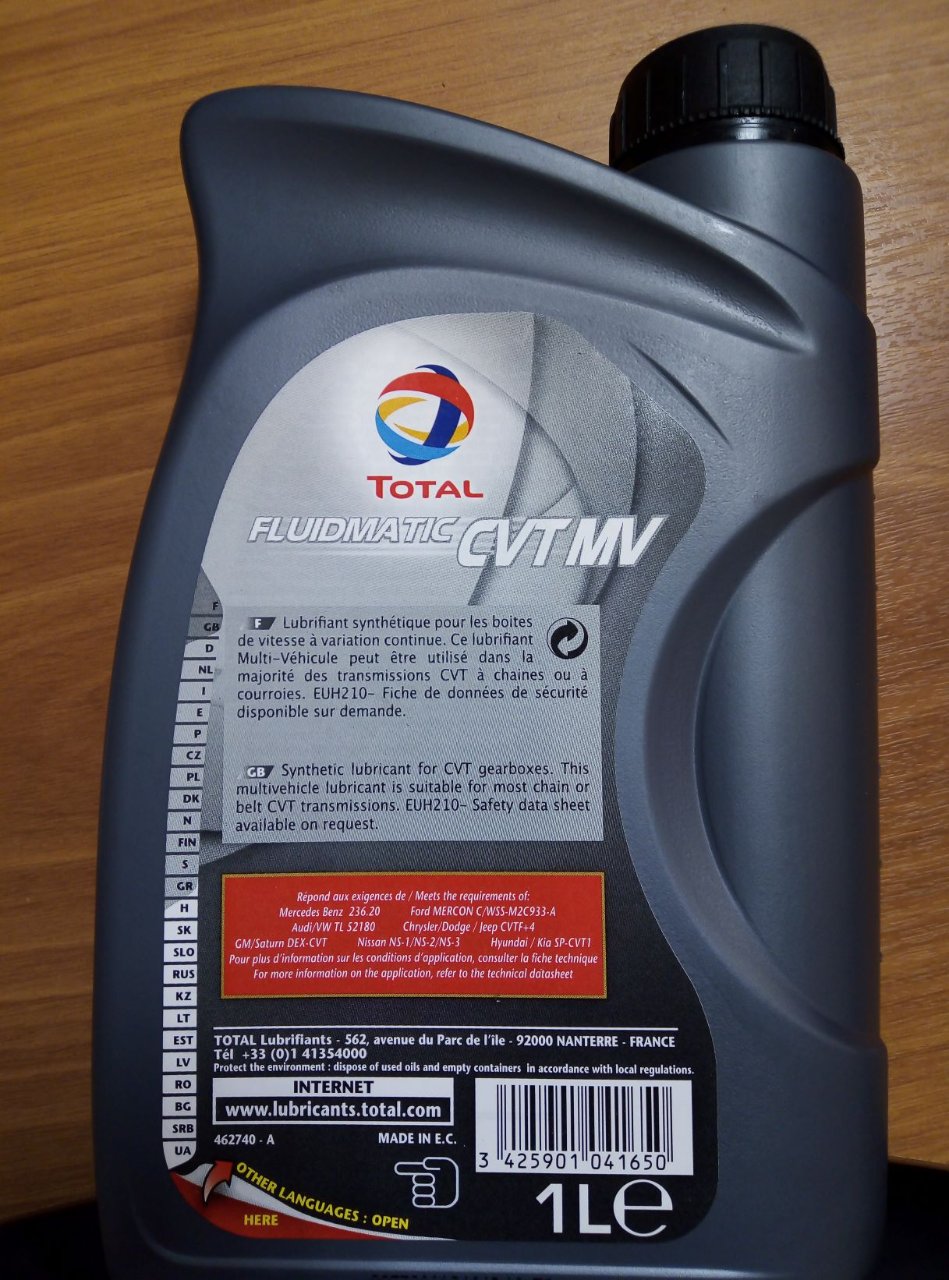 TOTAL
FLUIDMATIC CVT MV
F Lubrifiant synthétique pour les boites
de vitesse à variation continue. Ce lubrifiant
Multi-Véhicule peut être utilisé dans la
majorité des transmissions CVT à chaines ou à
courroies. EUH210- Fiche de données de sécurité
disponible sur demande.
GB Synthetic lubricant for CVT gearboxes. This
multivehicle lubricant is suitable for most chain or
belt CVT transmissions. EUH210- Safety data sheet
available on request.
F
GB
D
NL
I
E
P
CZ
PL
DK
N
FIN
S
GR
H
SK
SLO
RUS
KZ
LT
EST
LV
RO
BG
SRB
UA
Répond aux exigences de / Meets the requirements of:
Mercedes Benz 236.20 Ford MERCON C/WSS-M2C933-A
Audi/VW TL 52180 Chrysler/Dodge / Jeep CVTF+4
GM/Saturn DEX-CVT Nissan NS-1/NS-2/NS-3 Hyundai / Kia SP-CVT1
Pour plus d'information sur les conditions d'application, consulter la fiche technique
For more information on the application, refer to the technical datasheet
TOTAL Lubrifiants - 562, avenue du Parc de l'île - 92000 NANTERRE - FRANCE
Tél +33 (0)1 41354000
Protect the environment : dispose of used oils and empty containers in accordance with local regulations.
INTERNET
www.lubricants.total.com
462740 - A MADE IN E.C.
3 425901 041650
OTHER LANGUAGES : OPEN
HERE
1L e